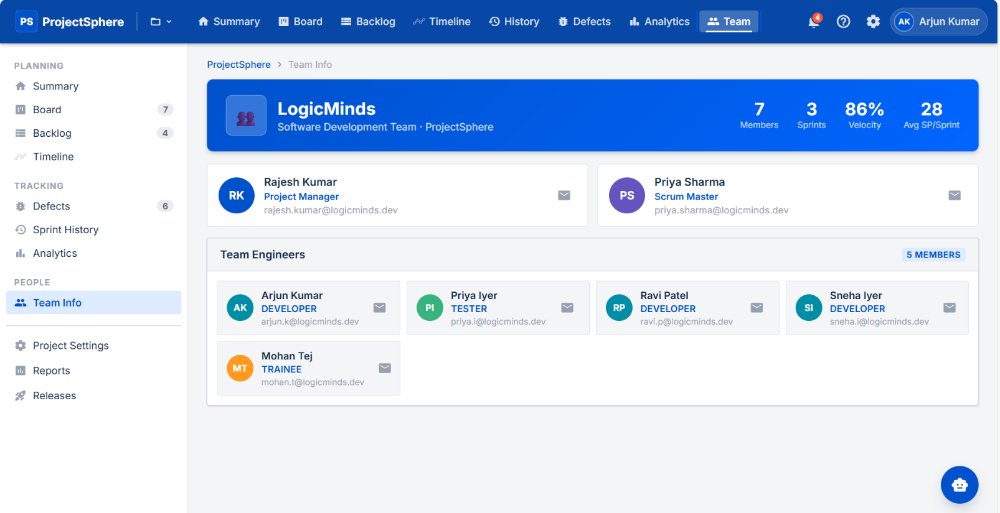 PS ProjectSphere
Summary
Board
Backlog
Timeline
History
Defects
Analytics
Team
4
AK Arjun Kumar
PLANNING
Summary
Board 7
Backlog 4
Timeline
TRACKING
Defects 6
Sprint History
Analytics
PEOPLE
Team Info
Project Settings
Reports
Releases
ProjectSphere › Team Info
LogicMinds
Software Development Team · ProjectSphere
7 Members
3 Sprints
86% Velocity
28 Avg SP/Sprint
RK
Rajesh Kumar
Project Manager
rajesh.kumar@logicminds.dev
PS
Priya Sharma
Scrum Master
priya.sharma@logicminds.dev
Team Engineers
5 MEMBERS
AK
Arjun Kumar
DEVELOPER
arjun.k@logicminds.dev
PI
Priya Iyer
TESTER
priya.i@logicminds.dev
RP
Ravi Patel
DEVELOPER
ravi.p@logicminds.dev
SI
Sneha Iyer
DEVELOPER
sneha.i@logicminds.dev
MT
Mohan Tej
TRAINEE
mohan.t@logicminds.dev